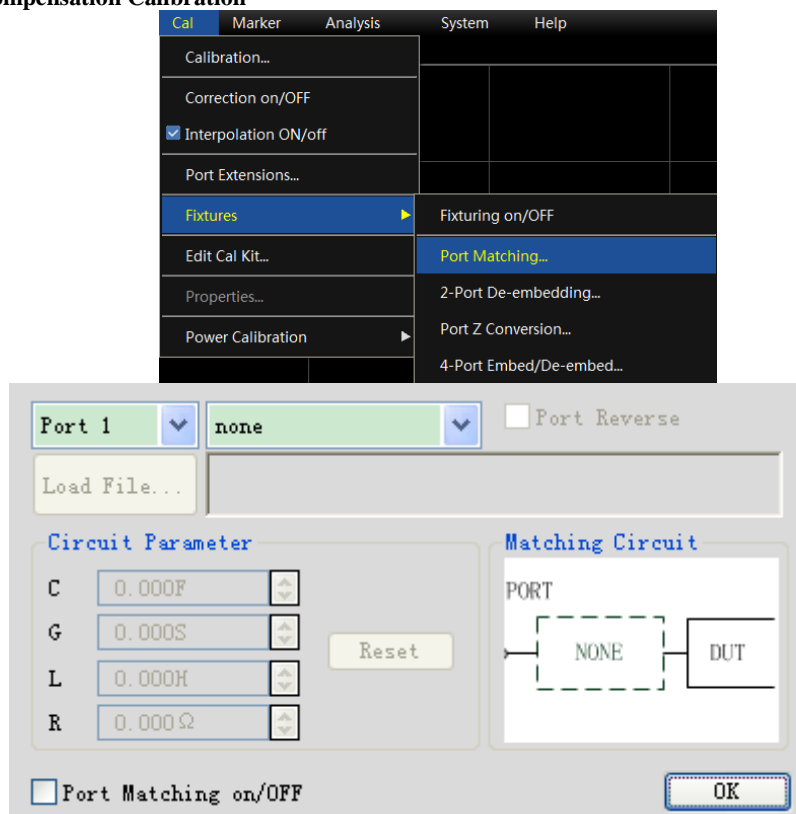 Compensation Calibration
Cal Marker Analysis System Help
Calibration...
Correction on/OFF
Interpolation ON/off
Port Extensions...
Fixtures
Fixturing on/OFF
Edit Cal Kit...
Port Matching...
Properties...
2-Port De-embedding...
Power Calibration
Port Z Conversion...
4-Port Embed/De-embed...
Port 1 none Port Reverse
Load File...
Circuit Parameter
C 0.000F
G 0.000S
L 0.000H
R 0.000Ω
Reset
Matching Circuit
PORT
NONE DUT
Port Matching on/OFF
OK